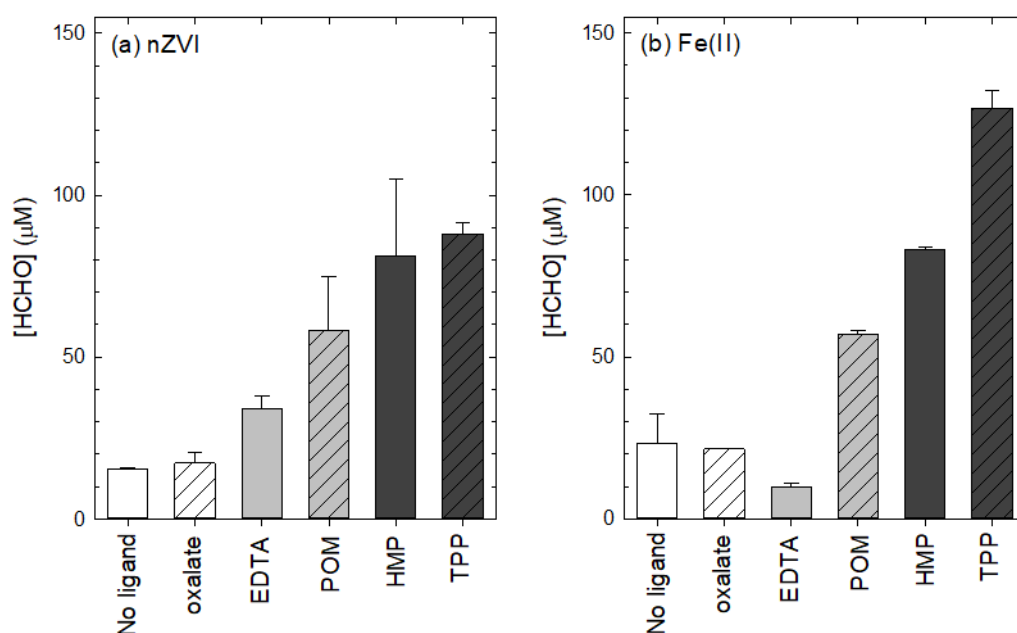 (a) nZVI
[HCHO] (μM)
150
100
50
0
No ligand
oxalate
EDTA
POM
HMP
TPP
(b) Fe(II)
[HCHO] (μM)
150
100
50
0
No ligand
oxalate
EDTA
POM
HMP
TPP